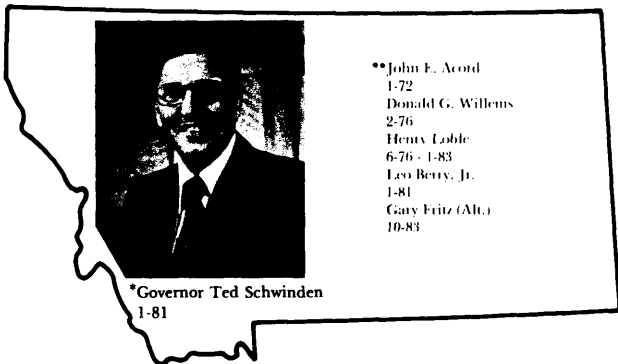 *Governor Ted Schwinden
1-81
**John E. Acord
1-72
Donald G. Willems
2-76
Henry Loble
6-76 - 1-83
Leo Berry, Jr.
1-81
Gary Fritz (Alt.)
10-83